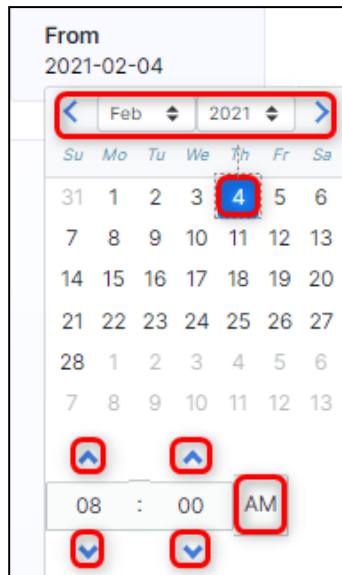 From
2021-02-04
Feb 2021
Su Mo Tu We Th Fr Sa
31 1 2 3 4 5 6
7 8 9 10 11 12 13
14 15 16 17 18 19 20
21 22 23 24 25 26 27
28 1 2 3 4 5 6
7 8 9 10 11 12 13
08 : 00 AM